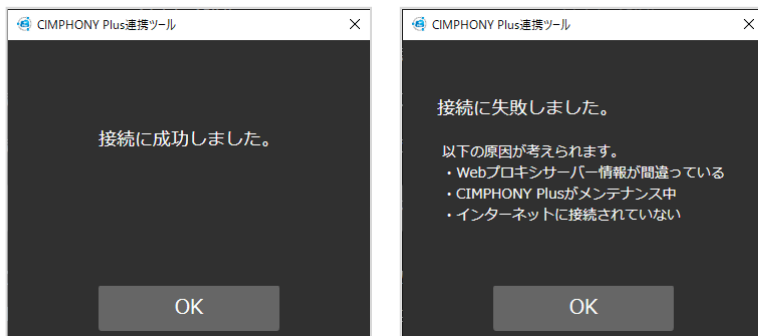 CIMPHONY Plus連携ツール
接続に成功しました。
OK
CIMPHONY Plus連携ツール
接続に失敗しました。
以下の原因が考えられます。
・Webプロキシサーバー情報が間違っている
・CIMPHONY Plusがメンテナンス中
・インターネットに接続されていない
OK